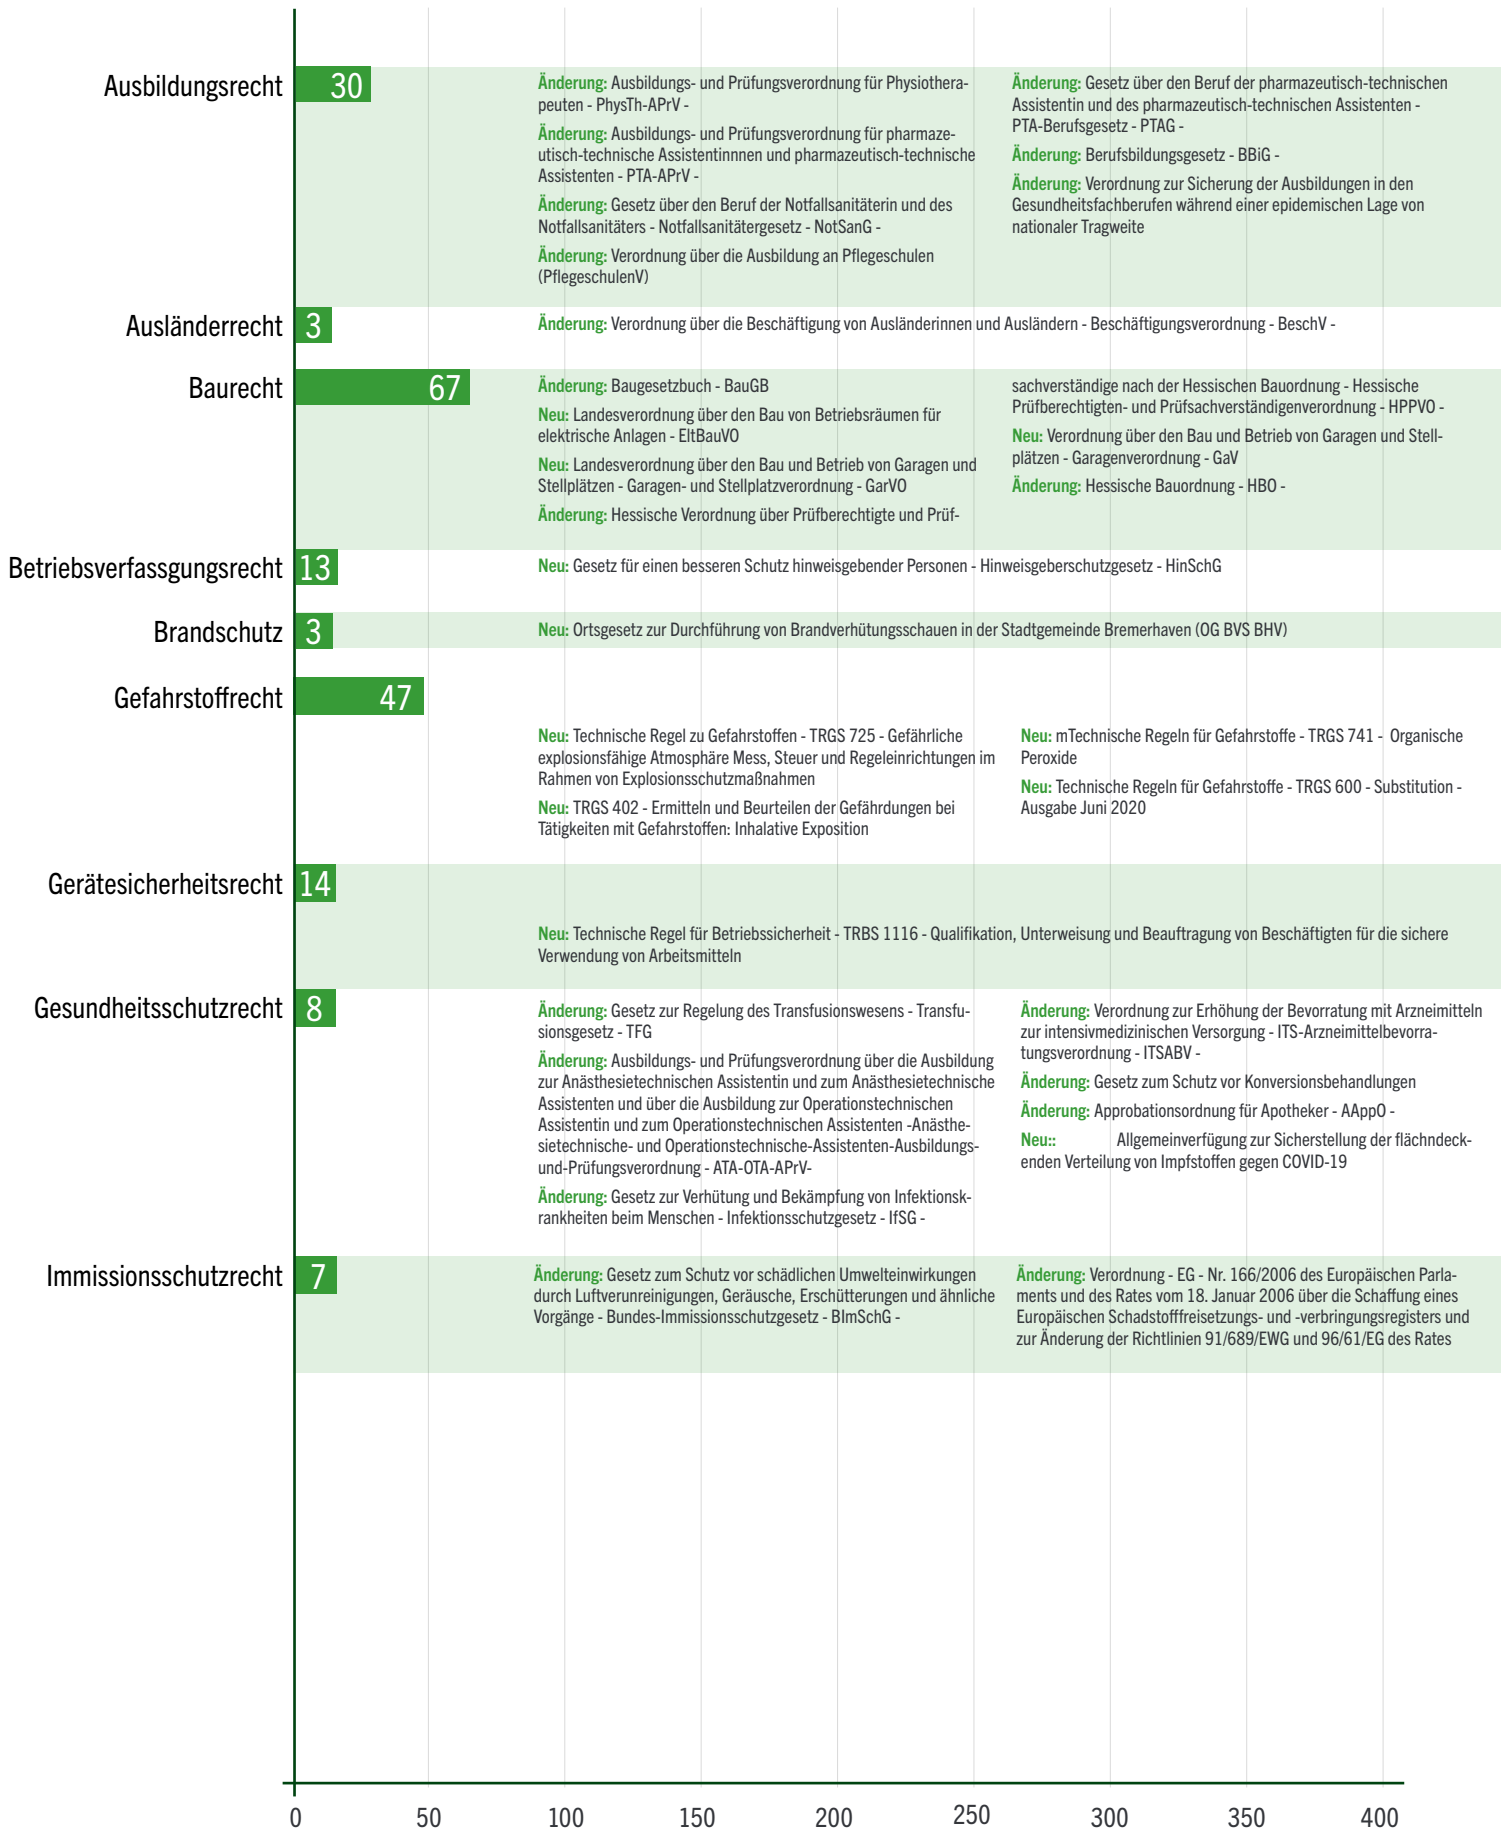 Ausbildungsrecht
30
Änderung: Ausbildungs- und Prüfungsverordnung für Physiothera-
peuten - PhysTh-APrV -
Änderung: Ausbildungs- und Prüfungsverordnung für pharmaze-
utisch-technische Assistentinnnen und pharmazeutisch-technische
Assistenten - PTA-APrV -
Änderung: Gesetz über den Beruf der Notfallsanitäterin und des
Notfallsanitäters - Notfallsanitätergesetz - NotSanG -
Änderung: Verordnung über die Ausbildung an Pflegeschulen
(PflegeschulenV)
Änderung: Gesetz über den Beruf der pharmazeutisch-technischen
Assistentin und des pharmazeutisch-technischen Assistenten -
PTA-Berufsgesetz - PTAG -
Änderung: Berufsbildungsgesetz - BBiG -
Änderung: Verordnung zur Sicherung der Ausbildungen in den
Gesundheitsfachberufen während einer epidemischen Lage von
nationaler Tragweite
Ausländerrecht
3
Änderung: Verordnung über die Beschäftigung von Ausländerinnen und Ausländern - Beschäftigungsverordnung - BeschV -
Baurecht
67
Änderung: Baugesetzbuch - BauGB
Neu: Landesverordnung über den Bau von Betriebsräumen für
elektrische Anlagen - EltBauVO
Neu: Landesverordnung über den Bau und Betrieb von Garagen und
Stellplätzen - Garagen- und Stellplatzverordnung - GarVO
Änderung: Hessische Verordnung über Prüfberechtigte und Prüf-
sachverständige nach der Hessischen Bauordnung - Hessische
Prüfberechtigten- und Prüfsachverständigenverordnung - HPPVO -
Neu: Verordnung über den Bau und Betrieb von Garagen und Stell-
plätzen - Garagenverordnung - GaV
Änderung: Hessische Bauordnung - HBO -
Betriebsverfassgungsrecht
13
Neu: Gesetz für einen besseren Schutz hinweisgebender Personen - Hinweisgeberschutzgesetz - HinSchG
Brandschutz
3
Neu: Ortsgesetz zur Durchführung von Brandverhütungsschauen in der Stadtgemeinde Bremerhaven (OG BVS BHV)
Gefahrstoffrecht
47
Neu: Technische Regel zu Gefahrstoffen - TRGS 725 - Gefährliche
explosionsfähige Atmosphäre Mess, Steuer und Regeleinrichtungen im
Rahmen von Explosionsschutzmaßnahmen
Neu: TRGS 402 - Ermitteln und Beurteilen der Gefährdungen bei
Tätigkeiten mit Gefahrstoffen: Inhalative Exposition
Neu: mTechnische Regeln für Gefahrstoffe - TRGS 741 - Organische
Peroxide
Neu: Technische Regeln für Gefahrstoffe - TRGS 600 - Substitution -
Ausgabe Juni 2020
Gerätesicherheitsrecht
14
Neu: Technische Regel für Betriebssicherheit - TRBS 1116 - Qualifikation, Unterweisung und Beauftragung von Beschäftigten für die sichere
Verwendung von Arbeitsmitteln
Gesundheitsschutzrecht
8
Änderung: Gesetz zur Regelung des Transfusionswesens - Transfu-
sionsgesetz - TFG
Änderung: Ausbildungs- und Prüfungsverordnung über die Ausbildung
zur Anästhesietechnischen Assistentin und zum Anästhesietechnische
Assistenten und über die Ausbildung zur Operationstechnischen
Assistentin und zum Operationstechnischen Assistenten -Anästhe-
sietechnische- und Operationstechnische-Assistenten-Ausbildungs-
und-Prüfungsverordnung - ATA-OTA-APrV-
Änderung: Gesetz zur Verhütung und Bekämpfung von Infektionsk-
rankheiten beim Menschen - Infektionsschutzgesetz - IfSG -
Änderung: Verordnung zur Erhöhung der Bevorratung mit Arzneimitteln
zur intensivmedizinischen Versorgung - ITS-Arzneimittelbevorra-
tungsverordnung - ITSABV -
Änderung: Gesetz zum Schutz vor Konversionsbehandlungen
Änderung: Approbationsordnung für Apotheker - AAppO -
Neu:: Allgemeinverfügung zur Sicherstellung der flächndeck-
enden Verteilung von Impfstoffen gegen COVID-19
Immissionsschutzrecht
7
Änderung: Gesetz zum Schutz vor schädlichen Umwelteinwirkungen
durch Luftverunreinigungen, Geräusche, Erschütterungen und ähnliche
Vorgänge - Bundes-Immissionsschutzgesetz - BImSchG -
Änderung: Verordnung - EG - Nr. 166/2006 des Europäischen Parla-
ments und des Rates vom 18. Januar 2006 über die Schaffung eines
Europäischen Schadstofffreisetzungs- und -verbringungsregisters und
zur Änderung der Richtlinien 91/689/EWG und 96/61/EG des Rates
0 50 100 150 200 250 300 350 400